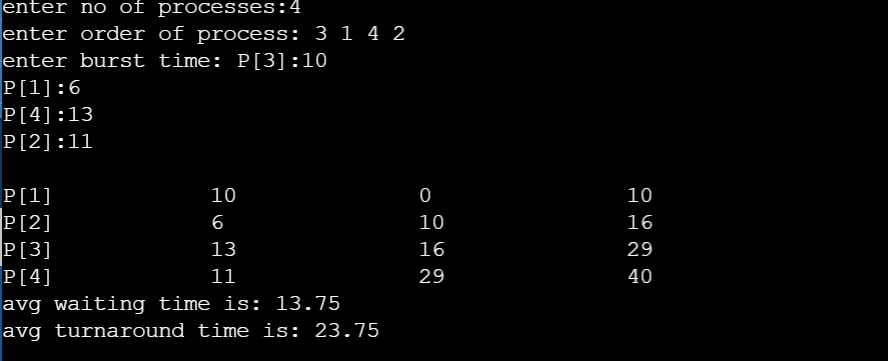 enter no of processes:4
enter order of process: 3 1 4 2
enter burst time: P[3]:10
P[1]:6
P[4]:13
P[2]:11
P[1] 10 0 10
P[2] 6 10 16
P[3] 13 16 29
P[4] 11 29 40
avg waiting time is: 13.75
avg turnaround time is: 23.75